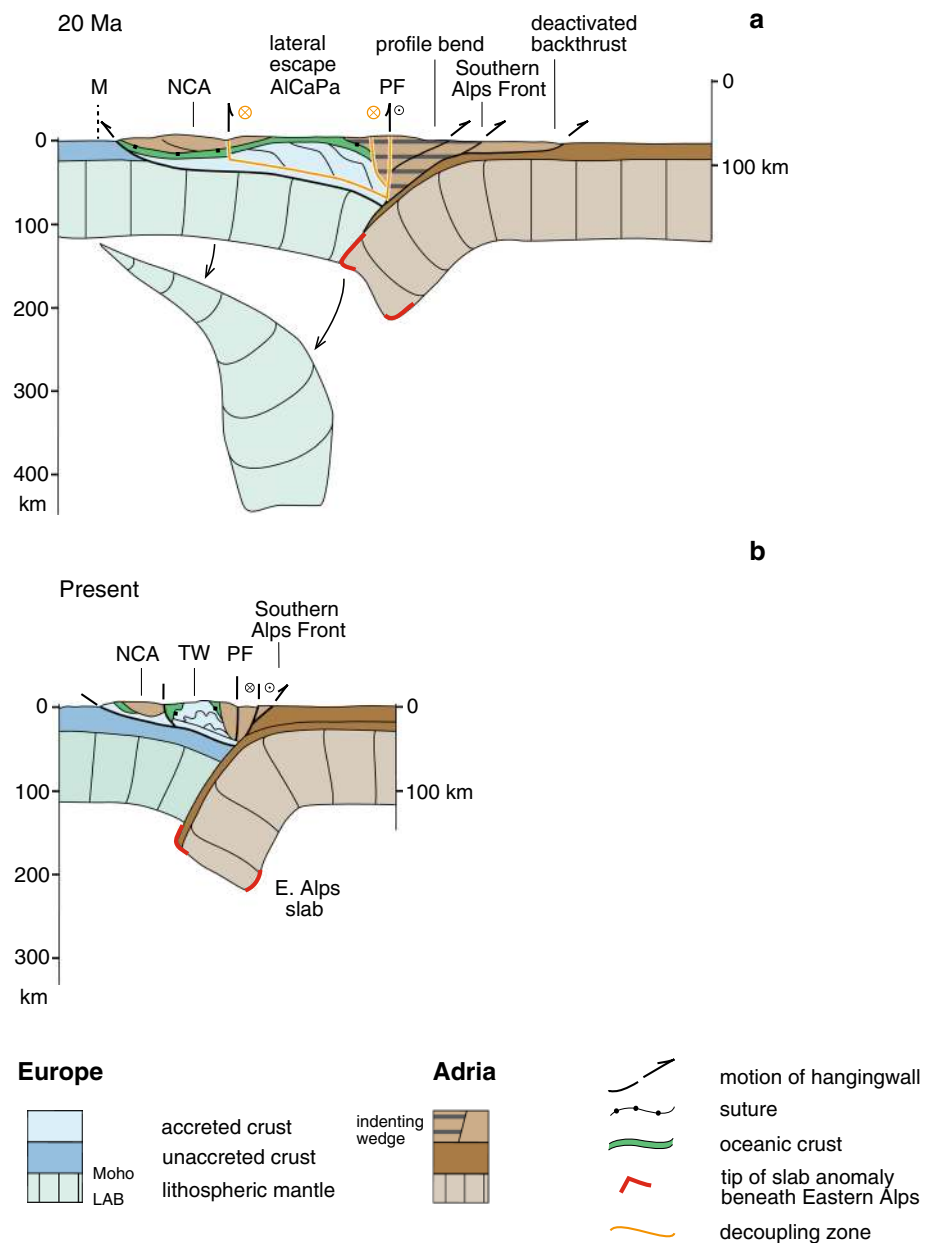 20 Ma
a
lateral
escape
AlCaPa
profile bend
deactivated
backthrust
Southern
Alps Front
M
NCA
PF
0
0
100 km
100
200
300
400
km
b
Present
Southern
Alps Front
NCA
TW
PF
0
0
100
100 km
200
E. Alps
slab
300
km
Europe
Adria
accreted crust
unaccreted crust
Moho
LAB
lithospheric mantle
indenting
wedge
motion of hangingwall
suture
oceanic crust
tip of slab anomaly
beneath Eastern Alps
decoupling zone